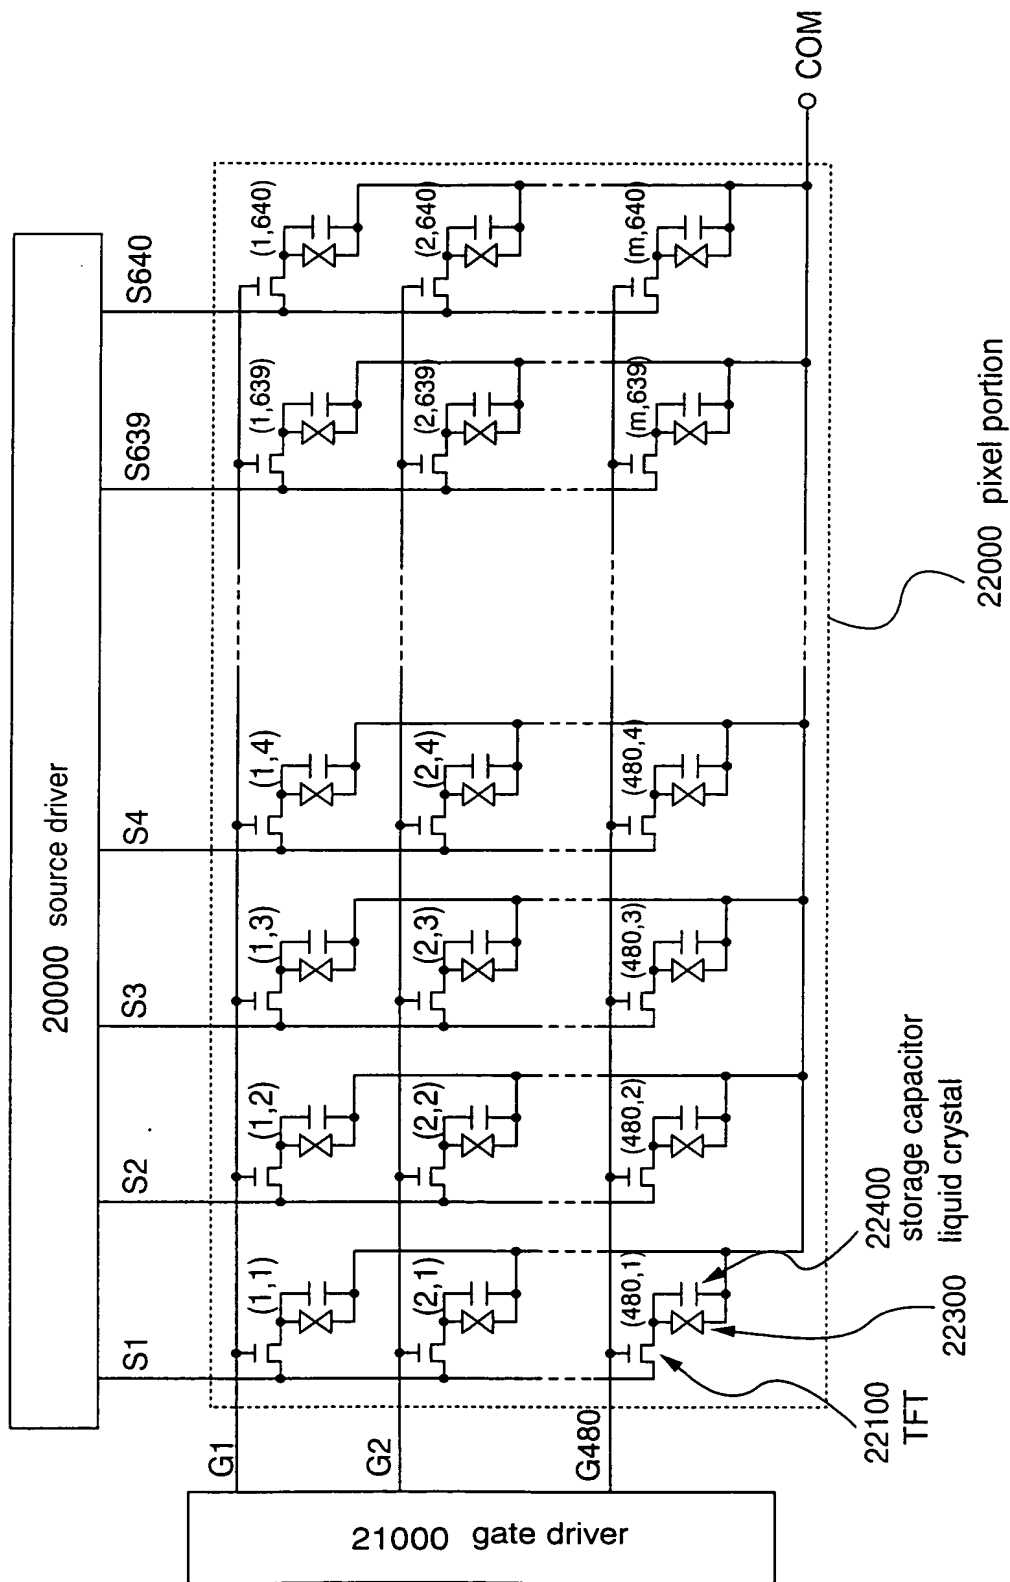 20000 source driver
S1
S2
S3
S4
S639
S640
21000 gate driver
G1
G2
G480
(1,1)
(1,2)
(1,3)
(1,4)
(1,639)
(1,640)
(2,1)
(2,2)
(2,3)
(2,4)
(2,639)
(2,640)
(480,1)
(480,2)
(480,3)
(480,4)
(m,639)
(m,640)
COM
22100
TFT
22300
liquid crystal
22400
storage capacitor
22000 pixel portion